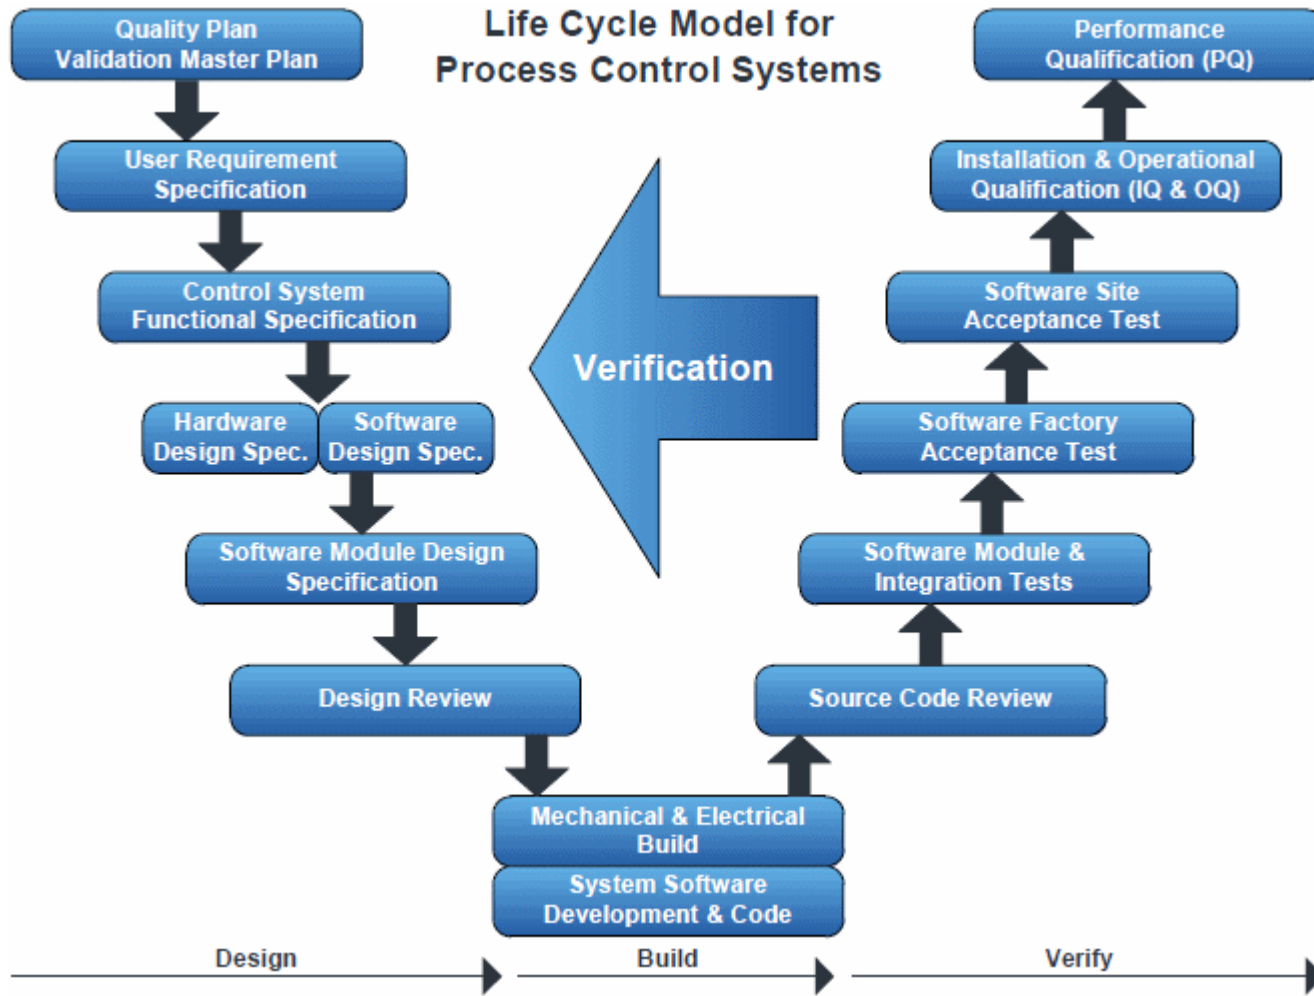 Life Cycle Model for
Process Control Systems
Quality Plan
Validation Master Plan
User Requirement
Specification
Control System
Functional Specification
Hardware
Design Spec.
Software
Design Spec.
Software Module Design
Specification
Design Review
Mechanical & Electrical
Build
System Software
Development & Code
Source Code Review
Software Module &
Integration Tests
Software Factory
Acceptance Test
Software Site
Acceptance Test
Installation & Operational
Qualification (IQ & OQ)
Performance
Qualification (PQ)
Verification
Design
Build
Verify